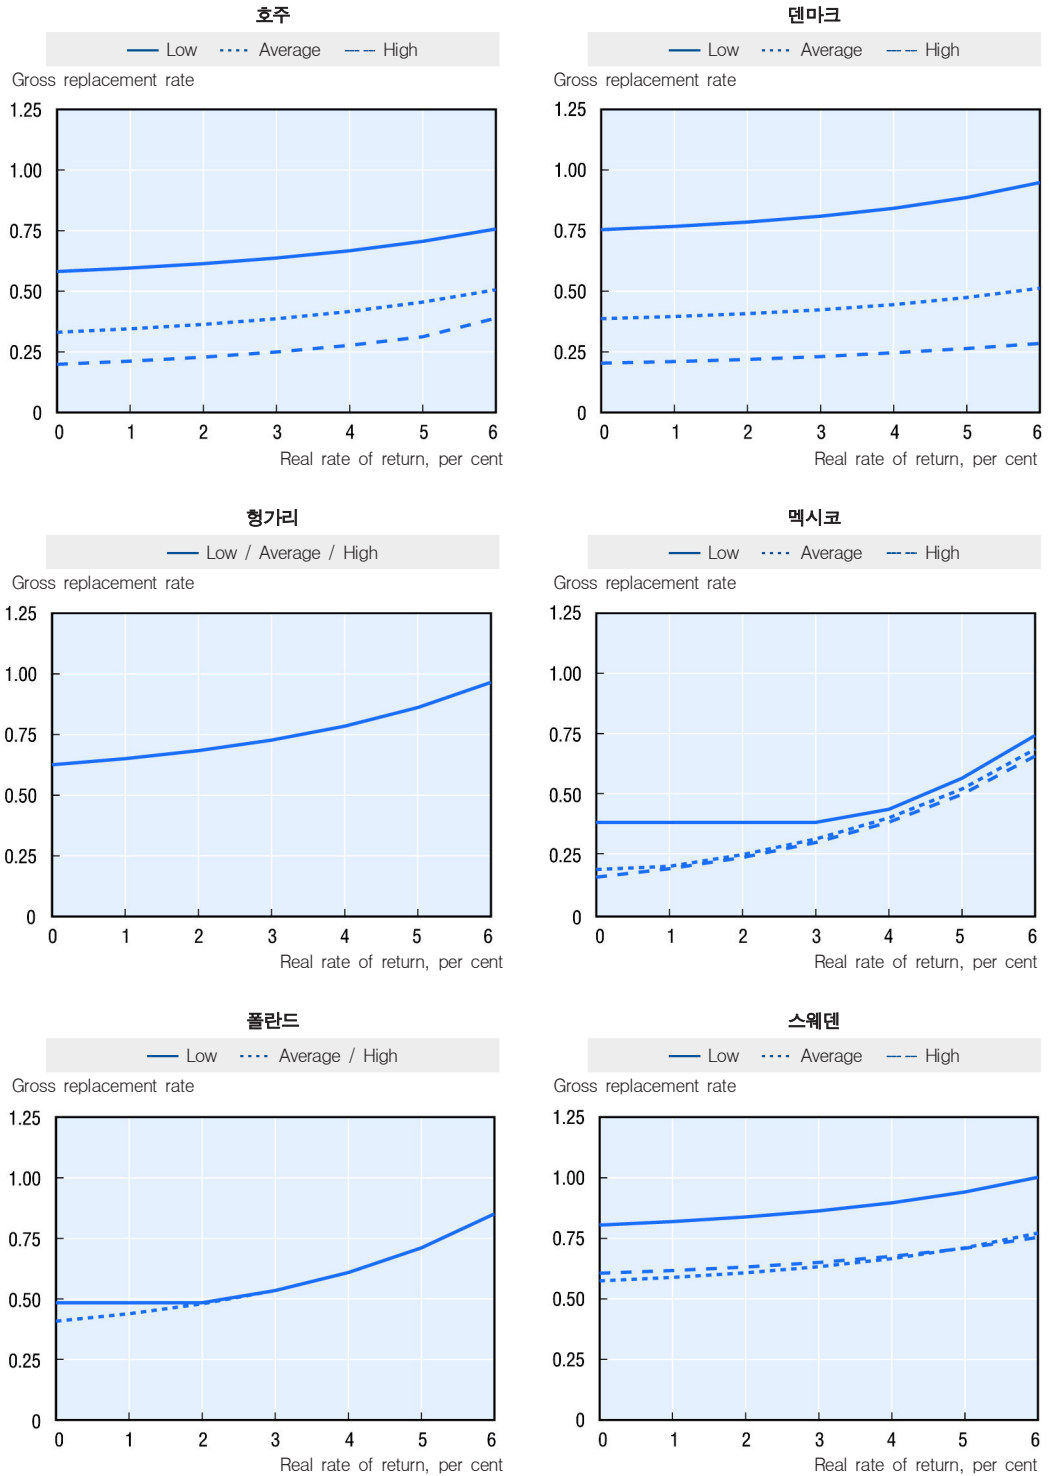 호주
Low Average High
Gross replacement rate
1.25
1.00
0.75
0.50
0.25
0
0 1 2 3 4 5 6
Real rate of return, per cent
덴마크
Low Average High
Gross replacement rate
1.25
1.00
0.75
0.50
0.25
0
0 1 2 3 4 5 6
Real rate of return, per cent
헝가리
Low / Average / High
Gross replacement rate
1.25
1.00
0.75
0.50
0.25
0
0 1 2 3 4 5 6
Real rate of return, per cent
멕시코
Low Average High
Gross replacement rate
1.25
1.00
0.75
0.50
0.25
0
0 1 2 3 4 5 6
Real rate of return, per cent
폴란드
Low Average / High
Gross replacement rate
1.25
1.00
0.75
0.50
0.25
0
0 1 2 3 4 5 6
Real rate of return, per cent
스웨덴
Low Average High
Gross replacement rate
1.25
1.00
0.75
0.50
0.25
0
0 1 2 3 4 5 6
Real rate of return, per cent